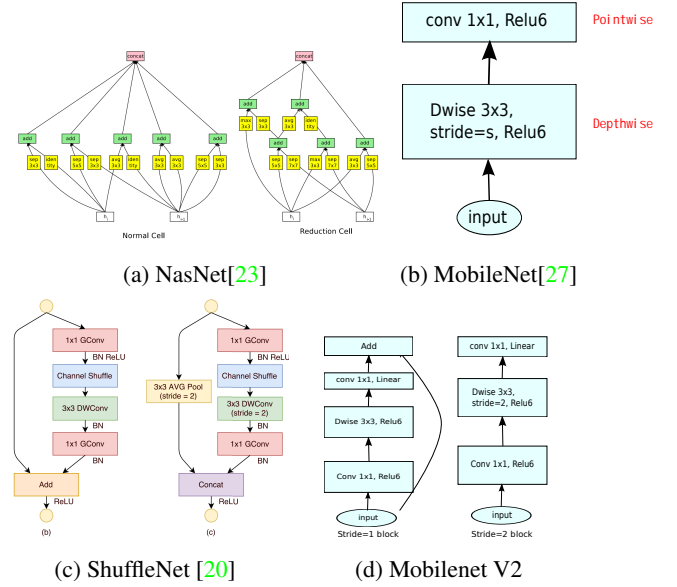 concat
add
add
add
add
add
sep 3x3
iden tity
sep 5x5
sep 3x3
avg 3x3
iden tity
avg 3x3
avg 3x3
sep 5x5
sep 3x3
Normal Cell
concat
add
add
max 3x3
sep 3x3
avg 3x3
iden tity
add
add
add
sep 5x5
sep 7x7
max 3x3
sep 7x7
avg 3x3
sep 5x5
Reduction Cell
(a) NasNet[23]
conv 1x1, Relu6
Pointwise
Dwise 3x3,
stride=s, Relu6
Depthwise
input
(b) MobileNet[27]
1x1 GConv
BN ReLU
Channel Shuffle
3x3 DWConv
BN
1x1 GConv
BN
Add
ReLU
(b)
1x1 GConv
BN ReLU
Channel Shuffle
3x3 AVG Pool
(stride = 2)
3x3 DWConv
(stride = 2)
BN
1x1 GConv
BN
Concat
ReLU
(c)
(c) ShuffleNet [20]
Add
conv 1x1, Linear
Dwise 3x3, Relu6
Conv 1x1, Relu6
input
Stride=1 block
conv 1x1, Linear
Dwise 3x3,
stride=2, Relu6
Conv 1x1, Relu6
input
Stride=2 block
(d) Mobilenet V2